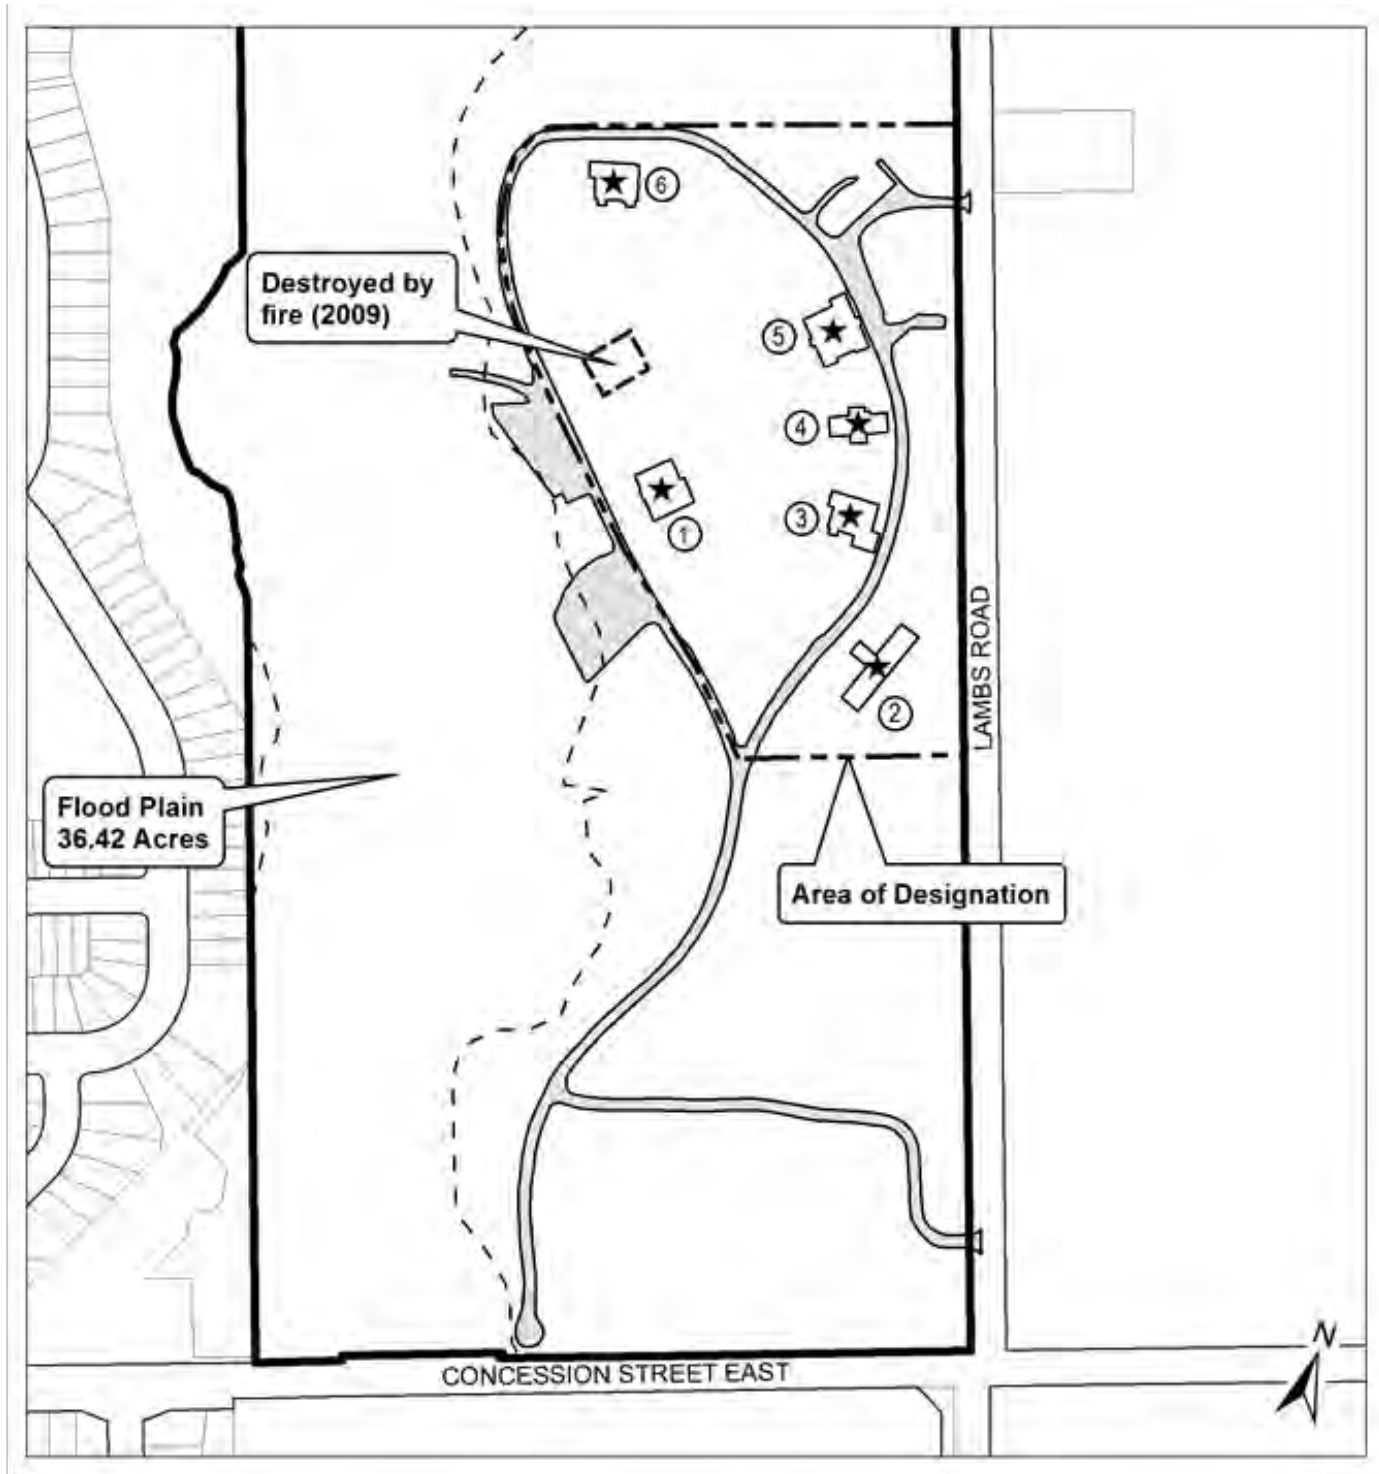 6
Destroyed by
fire (2009)
5
4
3
1
2
LAMBS ROAD
Flood Plain
36.42 Acres
Area of Designation
N
CONCESSION STREET EAST